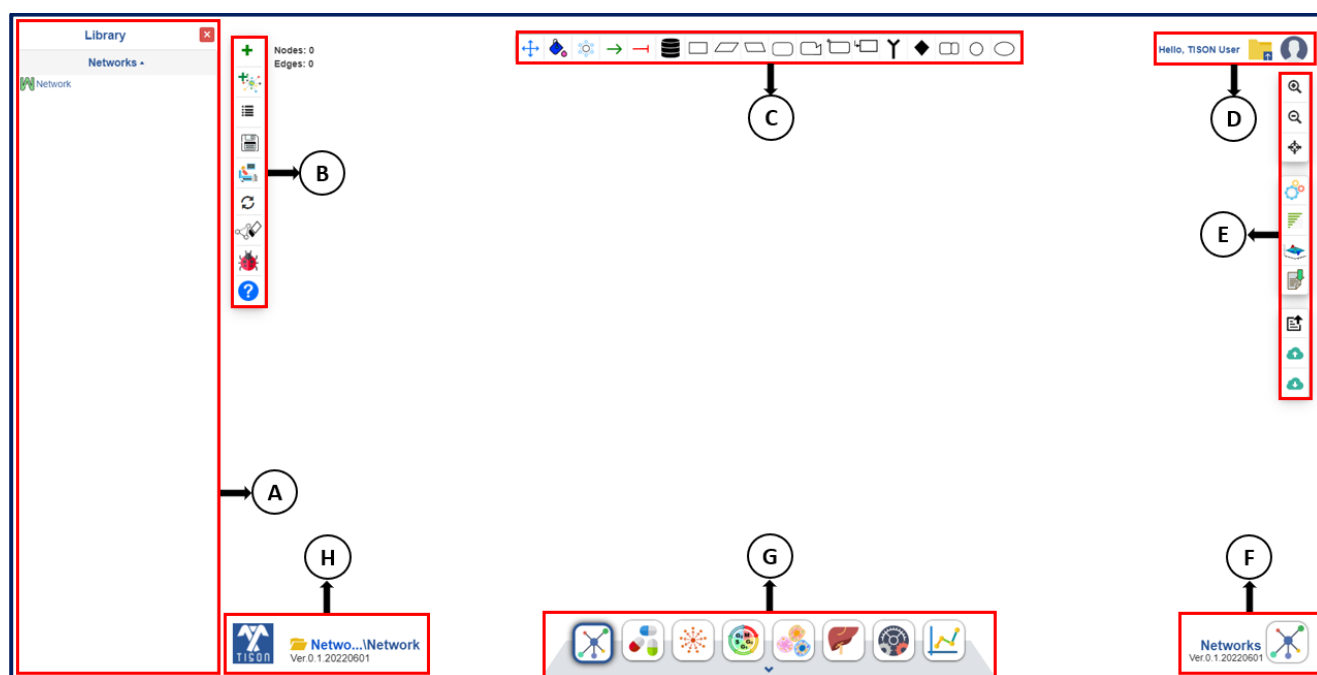 Library
Networks
Network
Nodes: 0
Edges: 0
Hello, TISON User
A
B
C
D
E
F
G
H
TISON
Netwo...\Network
Ver.0.1.20220601
Networks
Ver.0.1.20220601